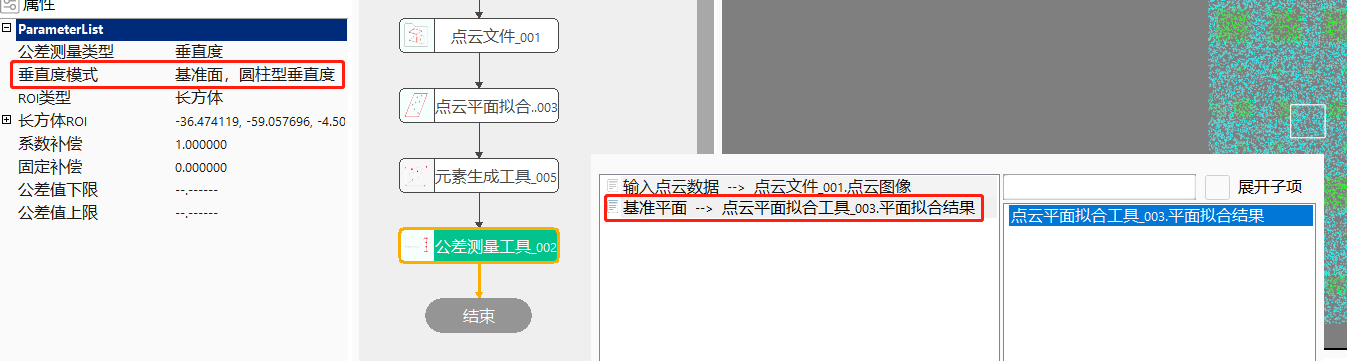 属性
ParameterList
公差测量类型 垂直度
垂直度模式 基准面，圆柱型垂直度
ROI类型 长方体
长方体ROI -36.474119, -59.057696, -4.50
系数补偿 1.000000
固定补偿 0.000000
公差值下限 --.------
公差值上限 --.------
点云文件_001
点云平面拟合..003
元素生成工具_005
公差测量工具_002
结束
输入点云数据 --> 点云文件_001.点云图像
基准平面 --> 点云平面拟合工具_003.平面拟合结果
展开子项
点云平面拟合工具_003.平面拟合结果